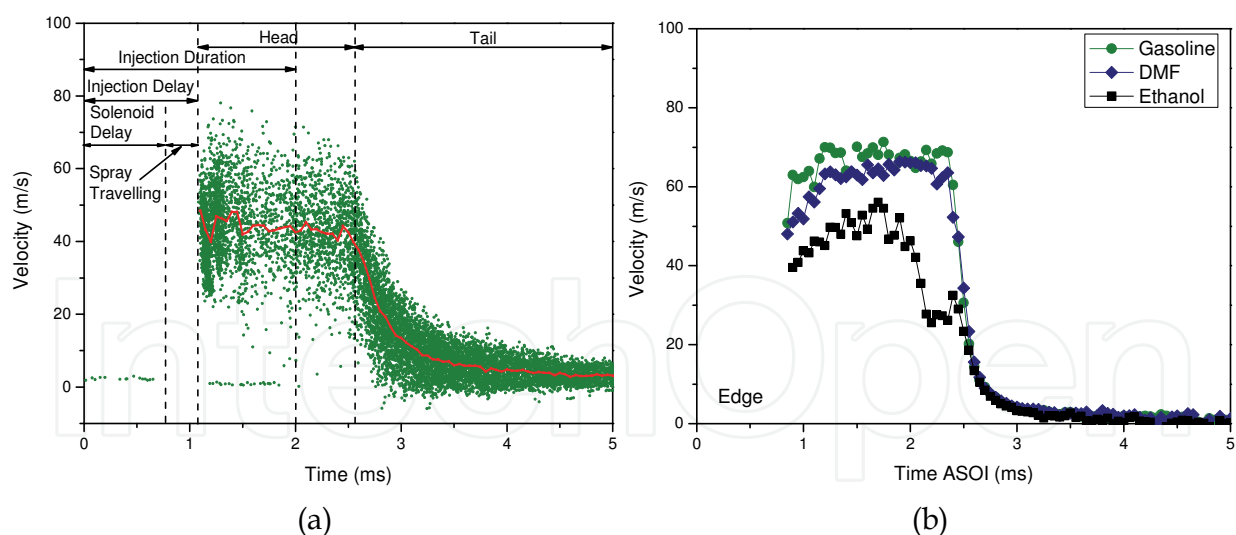 100
80
60
40
20
0
Velocity (m/s)
Head
Tail
Injection Duration
Injection Delay
Solenoid
Delay
Spray
Travelling
0
1
2
3
4
5
Time (ms)
(a)
100
80
60
40
20
0
Velocity (m/s)
Gasoline
DMF
Ethanol
Edge
0
1
2
3
4
5
Time ASOI (ms)
(b)
IntechOpen